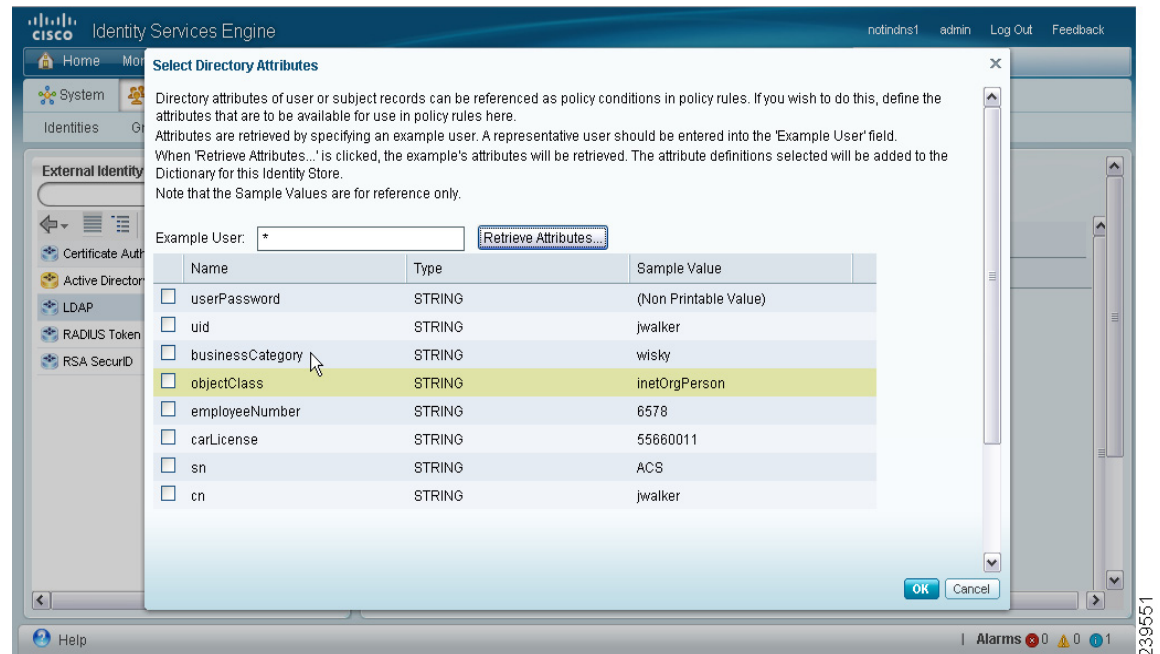 cisco Identity Services Engine notindns1 admin Log Out Feedback
Home Mor
System
Identities Gr
External Identity
Certificate Auth
Active Director
LDAP
RADIUS Token
RSA SecurID
Select Directory Attributes
Directory attributes of user or subject records can be referenced as policy conditions in policy rules. If you wish to do this, define the
attributes that are to be available for use in policy rules here.
Attributes are retrieved by specifying an example user. A representative user should be entered into the 'Example User' field.
When 'Retrieve Attributes...' is clicked, the example's attributes will be retrieved. The attribute definitions selected will be added to the
Dictionary for this Identity Store.
Note that the Sample Values are for reference only.
Example User: * Retrieve Attributes...
Name Type Sample Value
userPassword STRING (Non Printable Value)
uid STRING jwalker
businessCategory STRING wisky
objectClass STRING inetOrgPerson
employeeNumber STRING 6578
carLicense STRING 55660011
sn STRING ACS
cn STRING jwalker
OK Cancel
Help | Alarms 0 0 1
239551